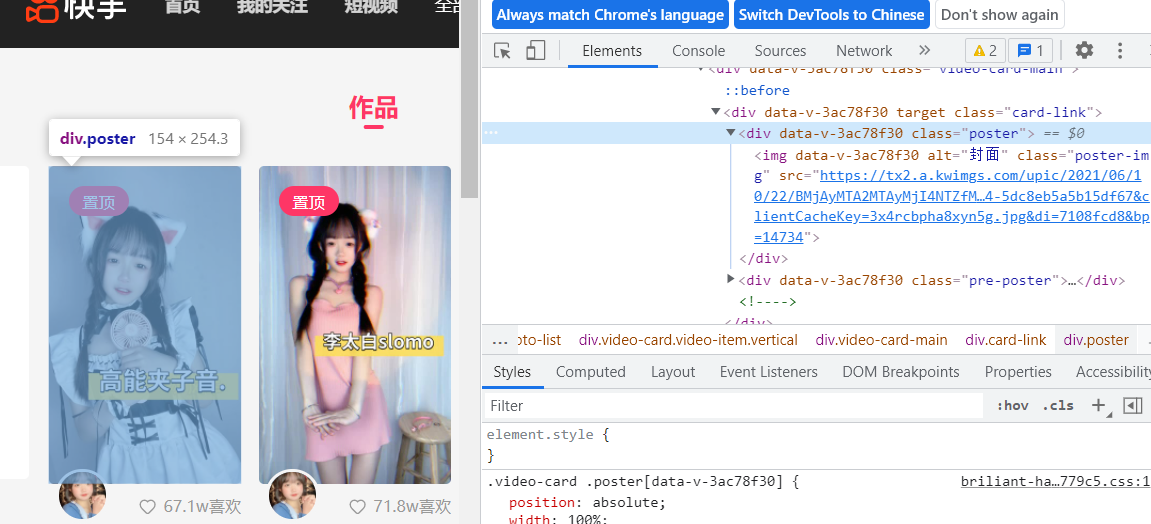 快手
首页
我的关注
短视频
全部
作品
div.poster 154 × 254.3
置顶
置顶
李太白slomo
高能夹子音.
67.1w喜欢
71.8w喜欢
Always match Chrome's language
Switch DevTools to Chinese
Don't show again
Elements
Console
Sources
Network
»
2
1
<div data-v-3ac78f30 class="video-card-main">
::before
<div data-v-3ac78f30 target class="card-link">
<div data-v-3ac78f30 class="poster"> == $0
<img data-v-3ac78f30 alt="封面" class="poster-im
g" src="https://tx2.a.kwimgs.com/upic/2021/06/1
0/22/BMjAyMTA2MTAyMjI4NTZfM…4-5dc8eb5a5b15df67&c
lientCacheKey=3x4rcbpha8xyn5g.jpg&di=7108fcd8&bp
=14734">
</div>
<div data-v-3ac78f30 class="pre-poster">…</div>
<!---->
</div>
... oto-list
div.video-card.video-item.vertical
div.video-card-main
div.card-link
div.poster
Styles
Computed
Layout
Event Listeners
DOM Breakpoints
Properties
Accessibility
Filter
:hov
.cls
element.style {
}
.video-card .poster[data-v-3ac78f30] {
briliant-ha…779c5.css:1
position: absolute;
width: 100%;